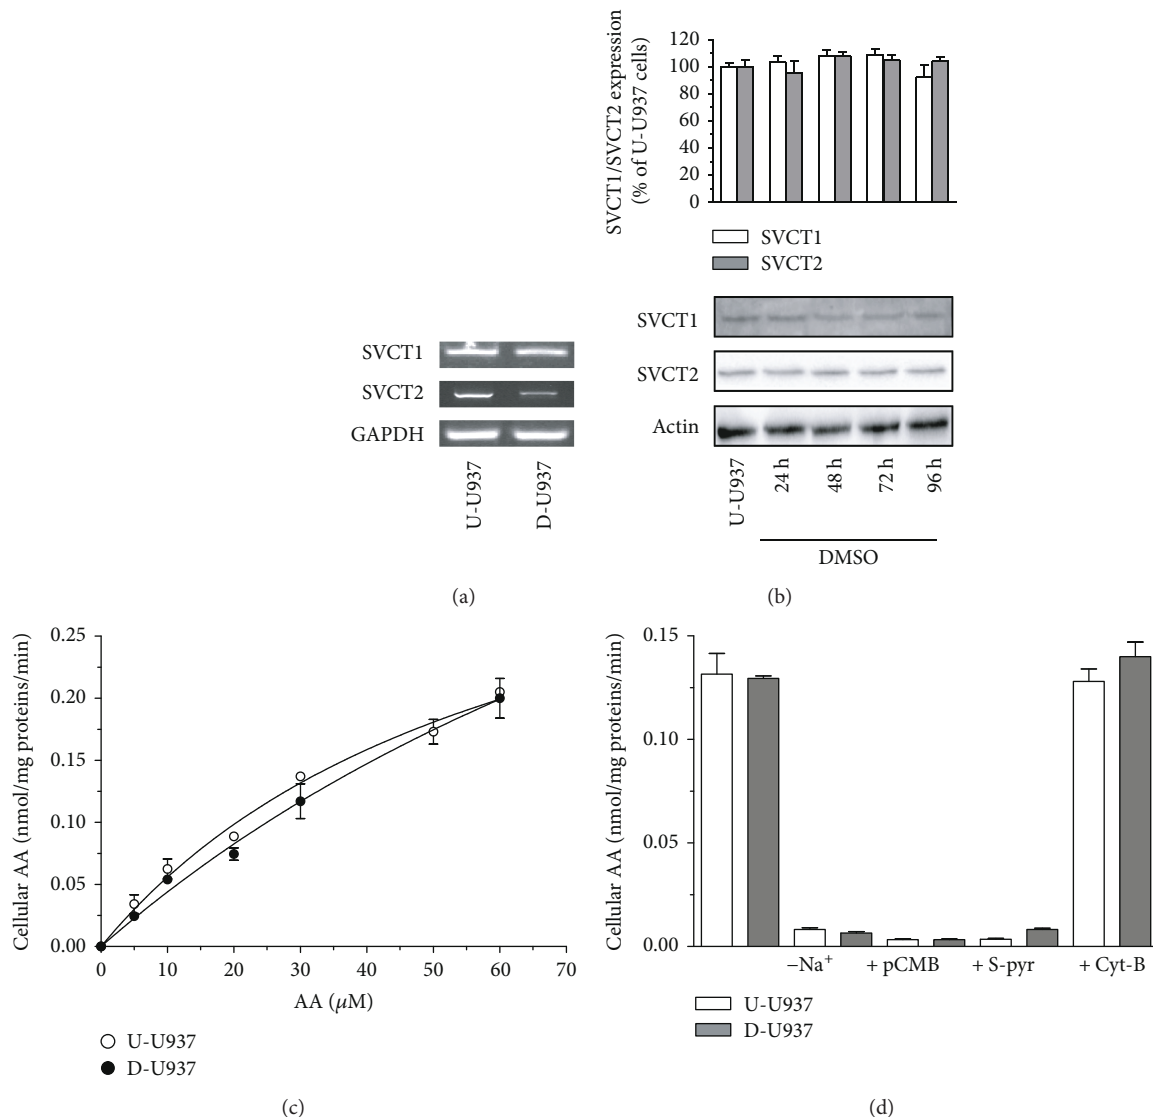 SVCT1
SVCT2
GAPDH
U-U937
D-U937
(a)
SVCT1/SVCT2 expression
(% of U-U937 cells)
120
100
80
60
40
20
0
SVCT1
SVCT2
SVCT1
SVCT2
Actin
U-U937
24 h
48 h
72 h
96 h
DMSO
(b)
Cellular AA (nmol/mg proteins/min)
0.25
0.20
0.15
0.10
0.05
0.00
0 10 20 30 40 50 60 70
AA (μM)
U-U937
D-U937
(c)
Cellular AA (nmol/mg proteins/min)
0.15
0.10
0.05
0.00
−Na⁺ + pCMB + S-pyr + Cyt-B
U-U937
D-U937
(d)